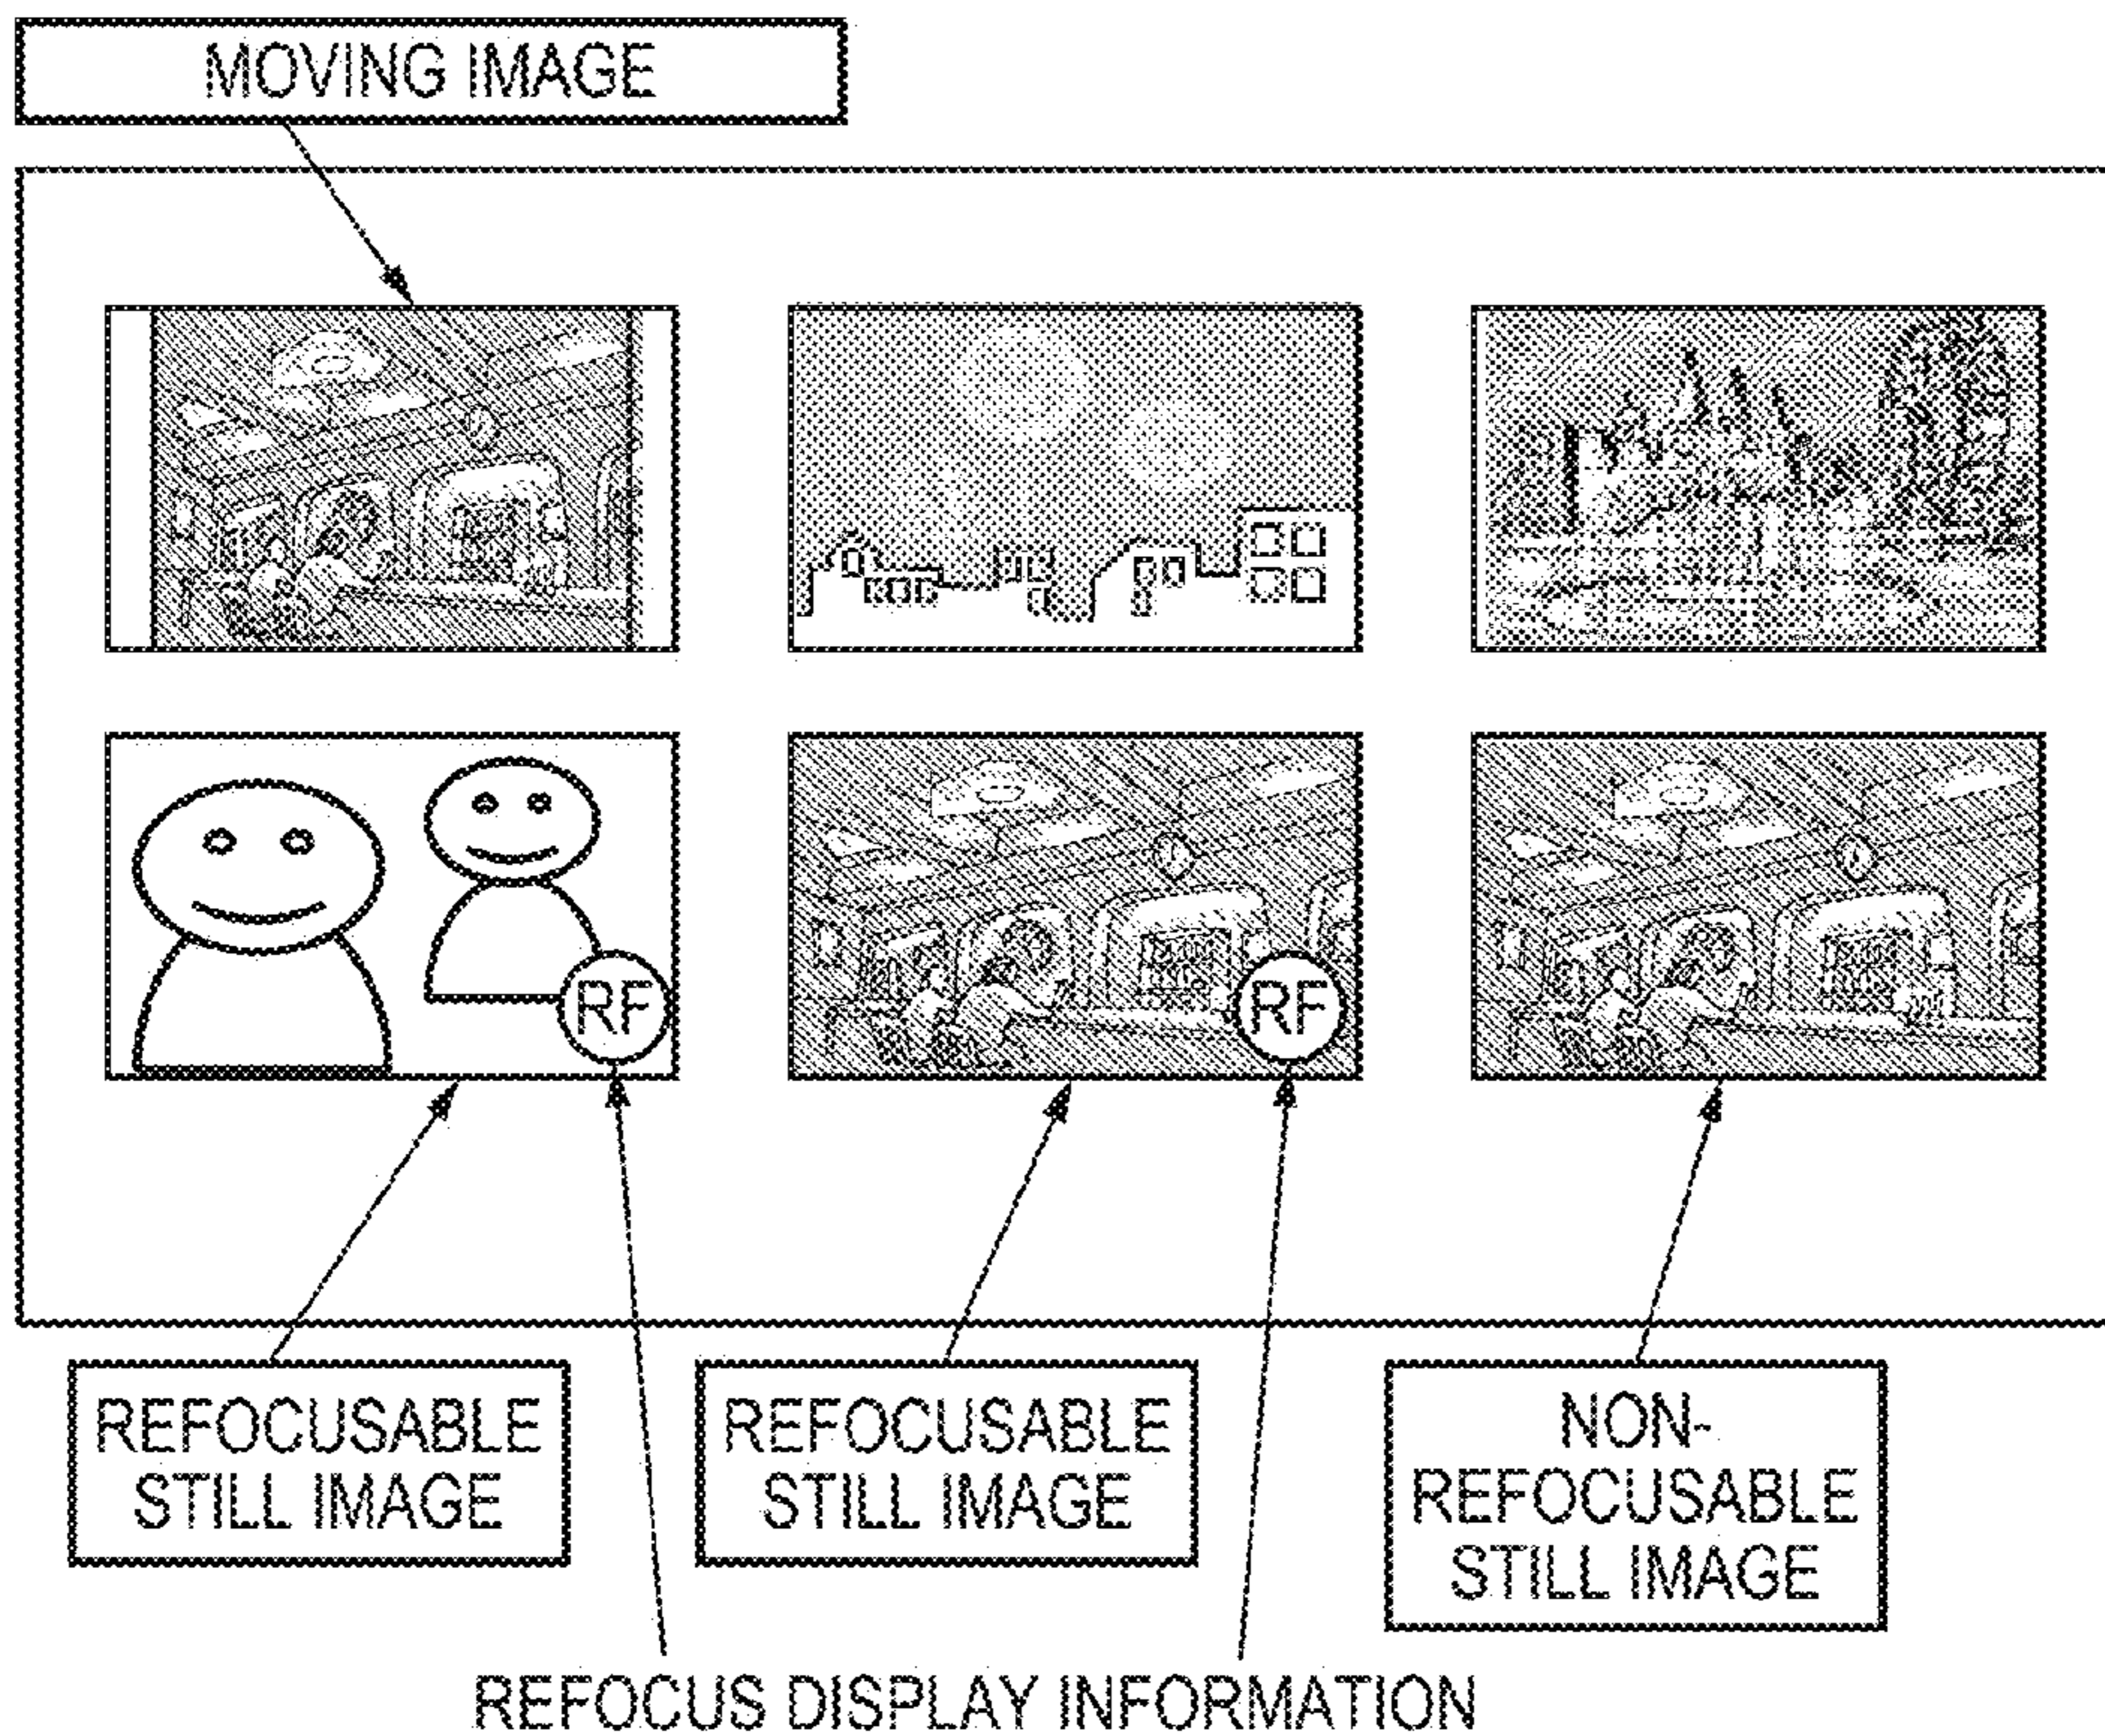 MOVING IMAGE
RF
RF
REFOCUSABLE
STILL IMAGE
REFOCUSABLE
STILL IMAGE
NON-
REFOCUSABLE
STILL IMAGE
REFOCUS DISPLAY INFORMATION